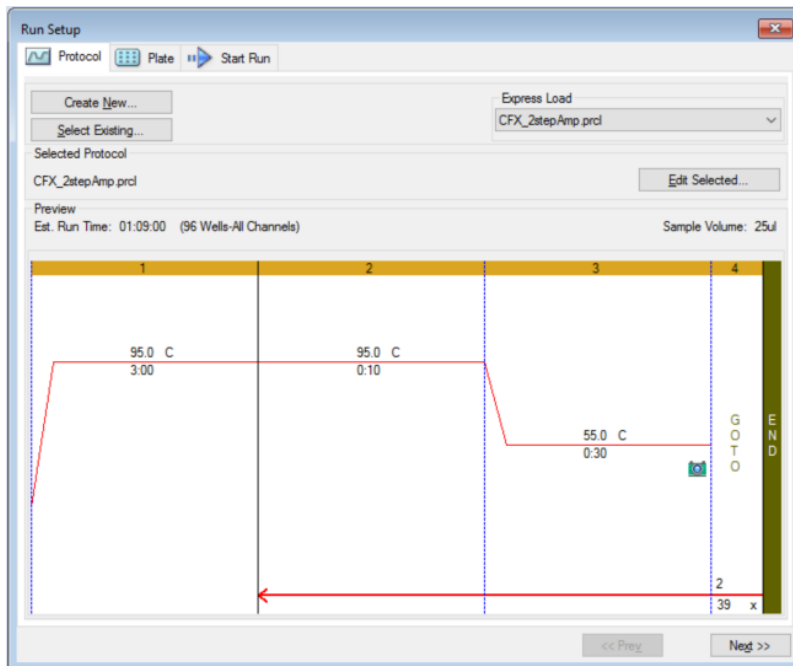 Run Setup
Protocol Plate Start Run
Create New...
Select Existing...
Express Load
CFX_2stepAmp.prcl
Selected Protocol
CFX_2stepAmp.prcl
Edit Selected...
Preview
Est. Run Time: 01:09:00 (96 Wells-All Channels) Sample Volume: 25ul
1 2 3 4
95.0 C
3:00
95.0 C
0:10
55.0 C
0:30
GOTO
END
2
39 x
<< Prev Next >>